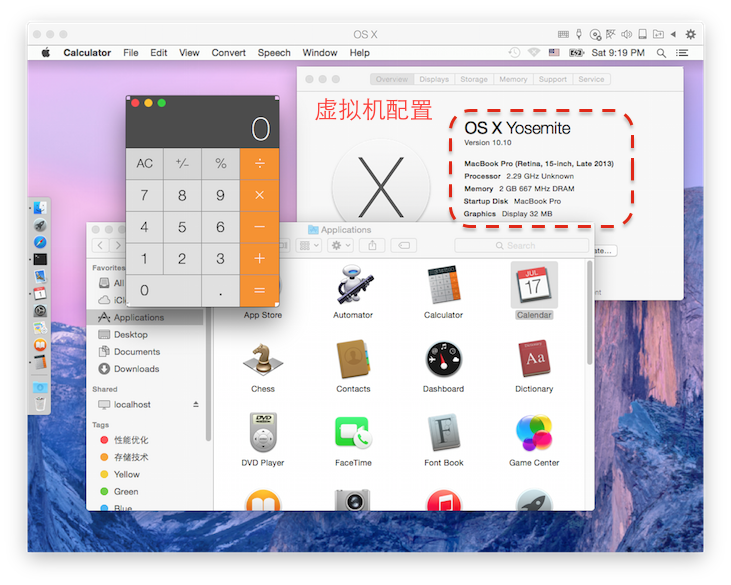 OS X
Calculator File Edit View Convert Speech Window Help
Sat 9:19 PM
Overview Displays Storage Memory Support Service
虚拟机配置
OS X Yosemite
Version 10.10
MacBook Pro (Retina, 15-inch, Late 2013)
Processor 2.29 GHz Unknown
Memory 2 GB 667 MHz DRAM
Startup Disk MacBook Pro
Graphics Display 32 MB
0
AC +/− % ÷
7 8 9 ×
4 5 6 −
1 2 3 +
0 . =
Applications
Search
Favorites
All
iCl
Applications
Desktop
Documents
Downloads
Shared
localhost
Tags
性能优化
存储技术
Yellow
Green
Blue
App Store
Automator
Calculator
JUL
17
Calendar
Chess
Contacts
Dashboard
Aa
Dictionary
DVD
DVD Player
FaceTime
F
Font Book
Game Center